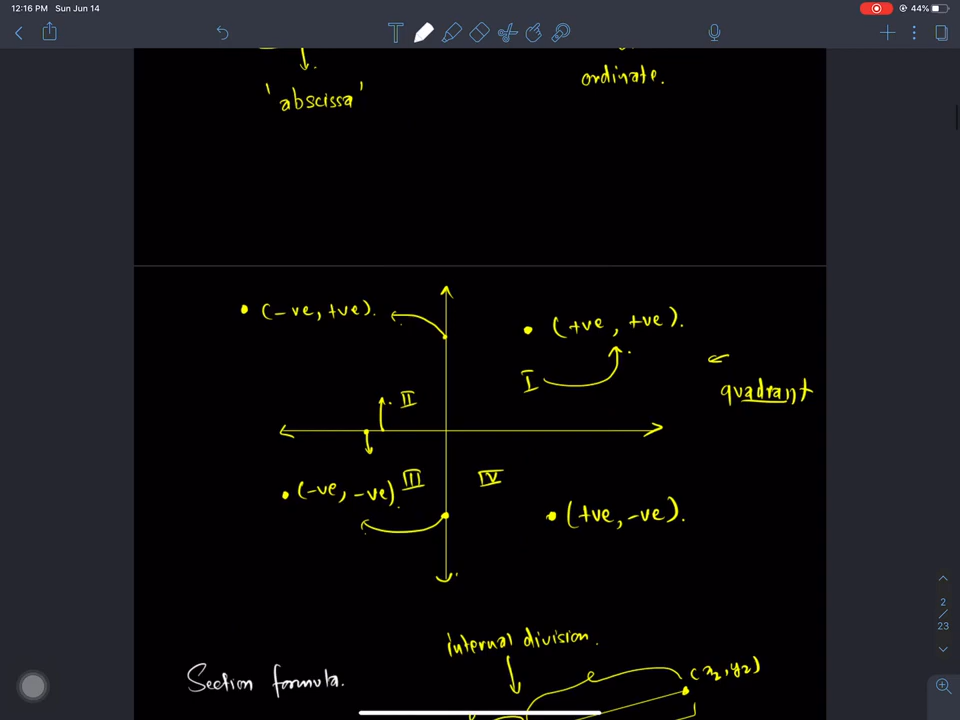 12:16 PM Sun Jun 14
44%
T
'abscissa'
ordinate.
(-ve, +ve).
(+ve, +ve).
I
quadrant
II
(-ve, -ve)
III
IV
(+ve, -ve).
2
/
23
internal division.
Section formula.
e
(x2, y2)